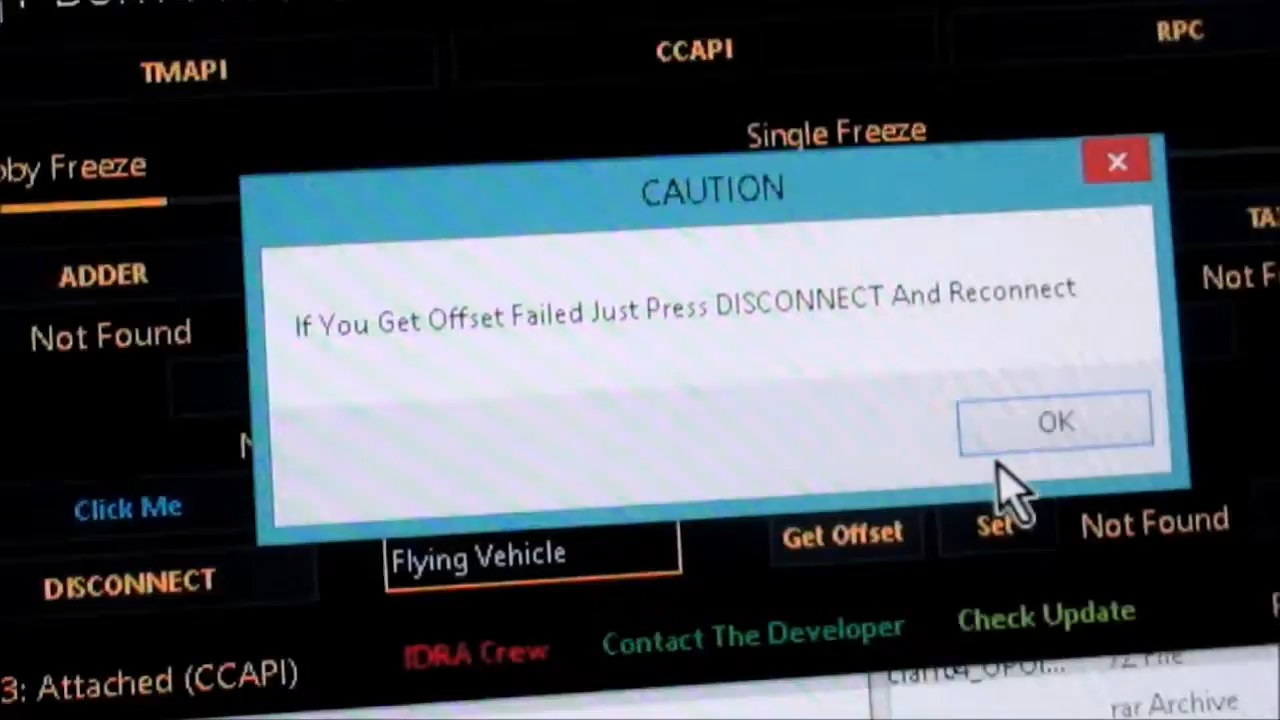 TMAPI
CCAPI
RPC
Single Freeze
Freeze
CAUTION
ADDER
Not Found
If You Get Offset Failed Just Press DISCONNECT And Reconnect
OK
Click Me
Get Offset
Set
Not Found
Flying Vehicle
DISCONNECT
IDRA Crew
Contact The Developer
Check Update
3: Attached (CCAPI)
rar Archive